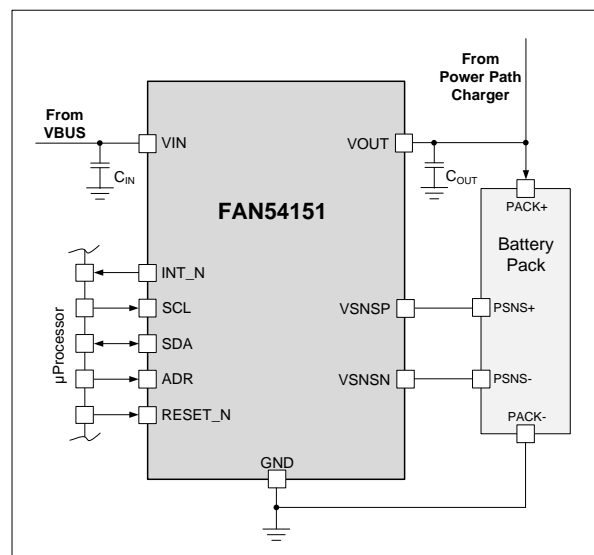 From
Power Path
Charger
From
VBUS
VIN
VOUT
CIN
COUT
PACK+
FAN54151
Battery
Pack
INT_N
SCL
VSNSP
PSNS+
SDA
µProcessor
ADR
VSNSN
PSNS-
RESET_N
PACK-
GND